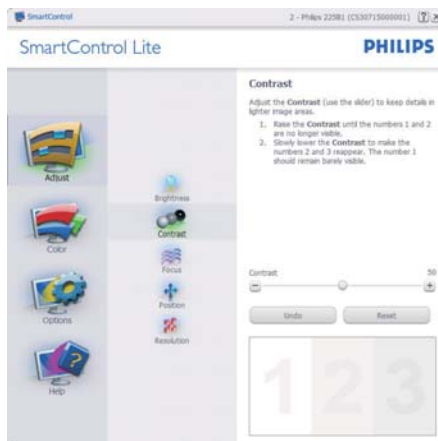 SmartControl
2 - Philips 225B1 (CS30715000001)
SmartControl Lite
PHILIPS
Adjust
Color
Options
Help
Brightness
Contrast
Focus
Position
Resolution
Contrast
Adjust the Contrast (use the slider) to keep details in
lighter image areas.
1. Raise the Contrast until the numbers 1 and 2
are no longer visible.
2. Slowly lower the Contrast to make the
numbers 2 and 3 reappear. The number 1
should remain barely visible.
Contrast 50
Undo Reset
1 2 3